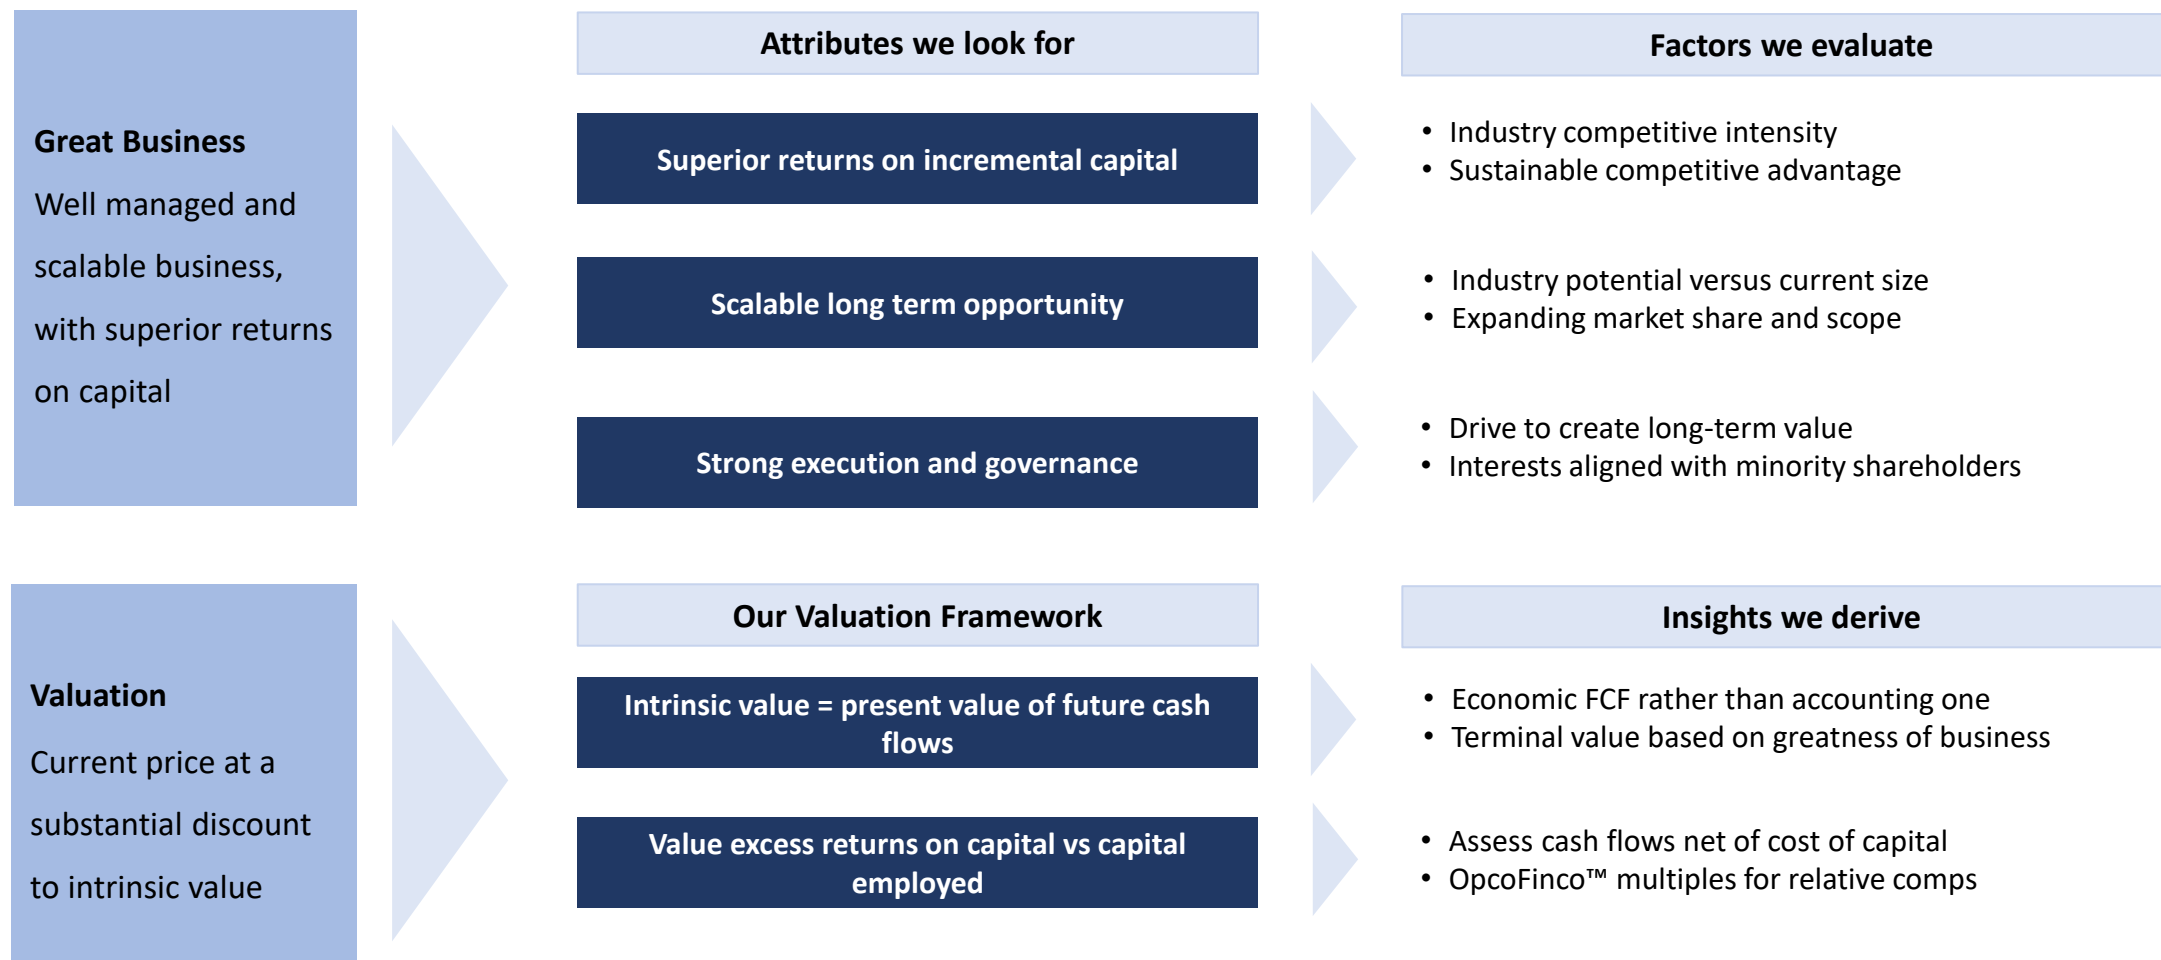 Great Business
Well managed and
scalable business,
with superior returns
on capital
Attributes we look for
Superior returns on incremental capital
Scalable long term opportunity
Strong execution and governance
Factors we evaluate
• Industry competitive intensity
• Sustainable competitive advantage
• Industry potential versus current size
• Expanding market share and scope
• Drive to create long-term value
• Interests aligned with minority shareholders
Valuation
Current price at a
substantial discount
to intrinsic value
Our Valuation Framework
Intrinsic value = present value of future cash
flows
Value excess returns on capital vs capital
employed
Insights we derive
• Economic FCF rather than accounting one
• Terminal value based on greatness of business
• Assess cash flows net of cost of capital
• OpcoFinco™ multiples for relative comps